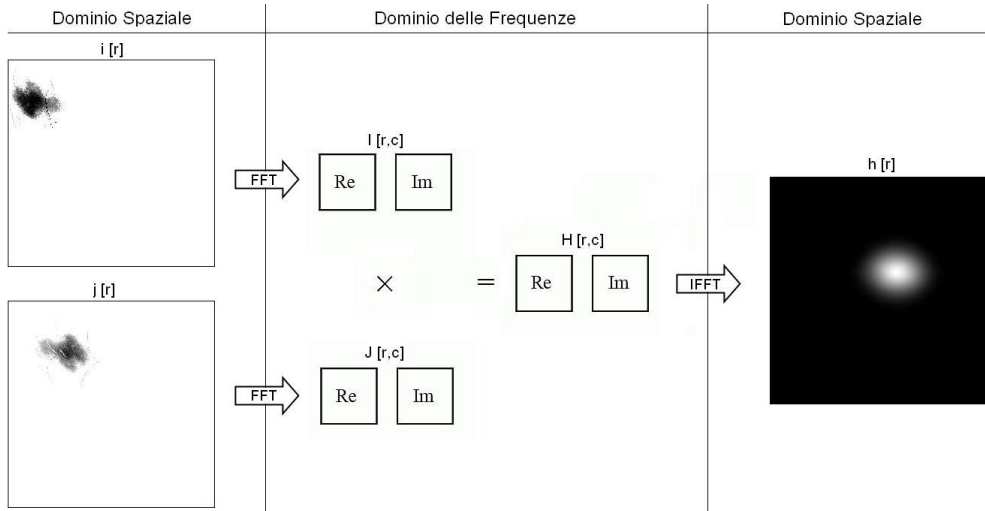 Dominio Spaziale
Dominio delle Frequenze
Dominio Spaziale
i [r]
I [r,c]
FFT
Re
Im
h [r]
H [r,c]
×
=
Re
Im
IFFT
j [r]
J [r,c]
FFT
Re
Im